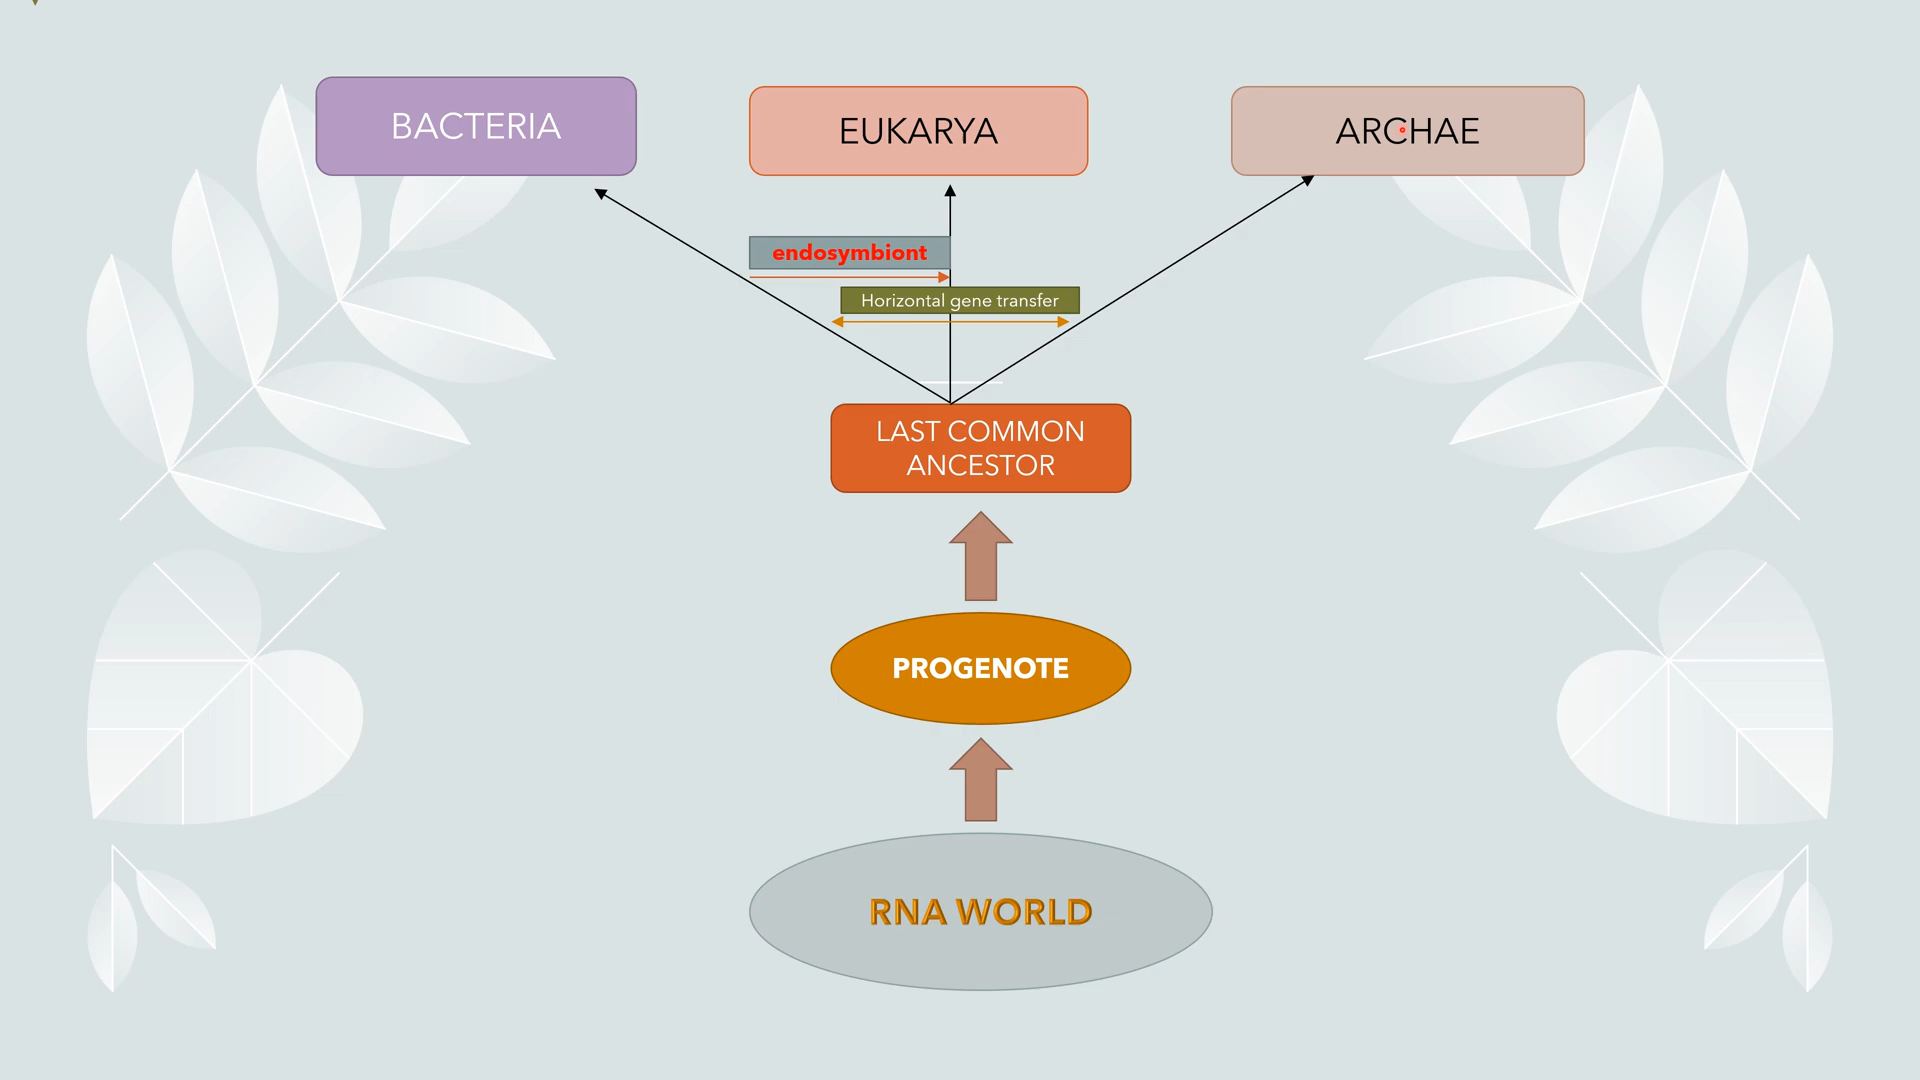 BACTERIA
EUKARYA
ARCHAE
endosymbiont
Horizontal gene transfer
LAST COMMON
ANCESTOR
PROGENOTE
RNA WORLD